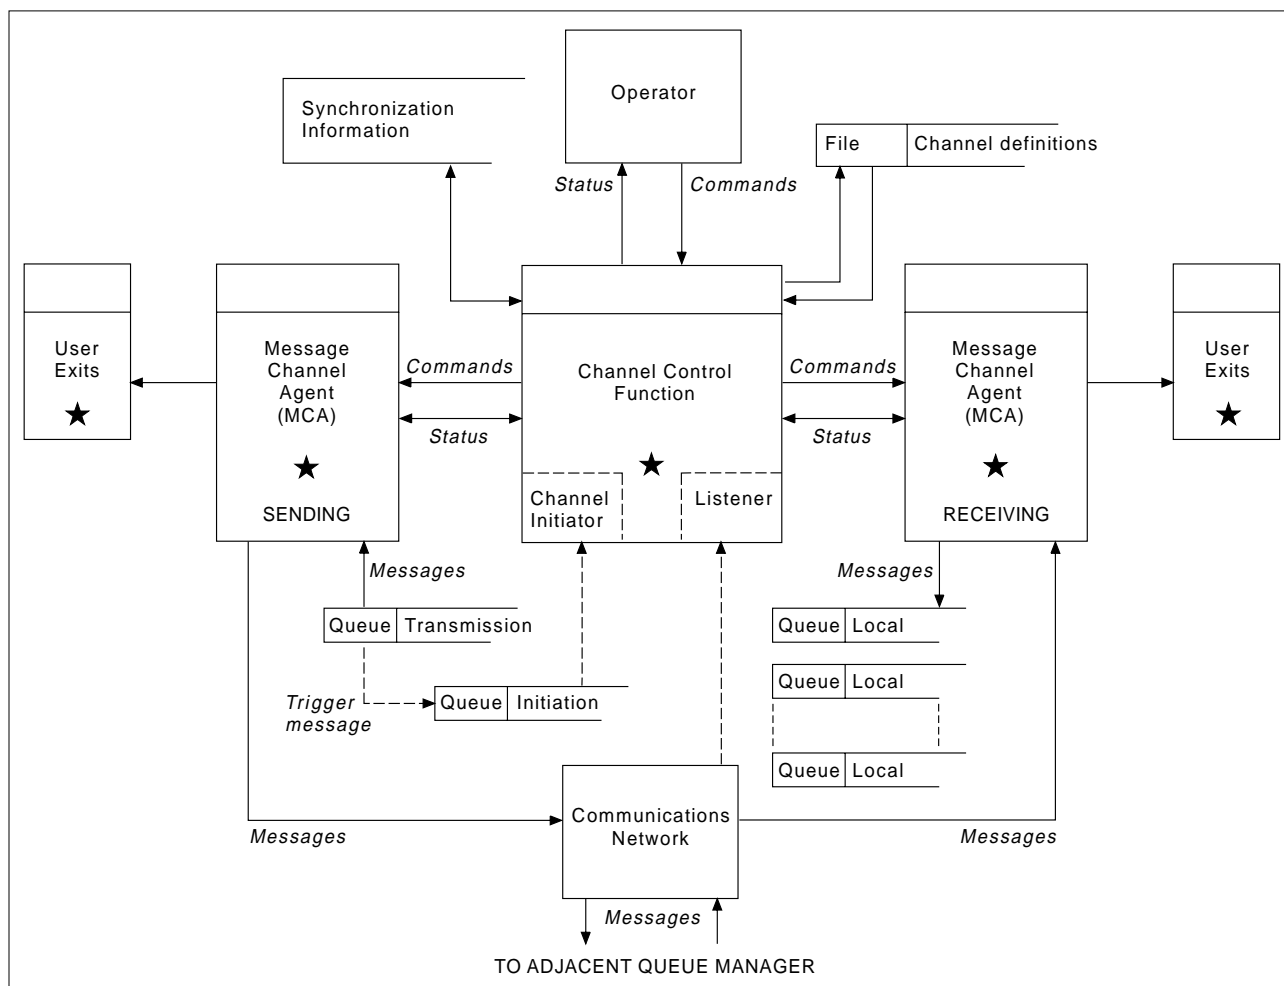 Operator
Synchronization
Information
File
Channel definitions
Status
Commands
User
Exits
Message
Channel
Agent
(MCA)
SENDING
Commands
Status
Channel Control
Function
Channel
Initiator
Listener
Commands
Status
Message
Channel
Agent
(MCA)
RECEIVING
User
Exits
Messages
Queue
Transmission
Trigger
message
Queue
Initiation
Messages
Queue
Local
Queue
Local
Queue
Local
Messages
Communications
Network
Messages
Messages
TO ADJACENT QUEUE MANAGER